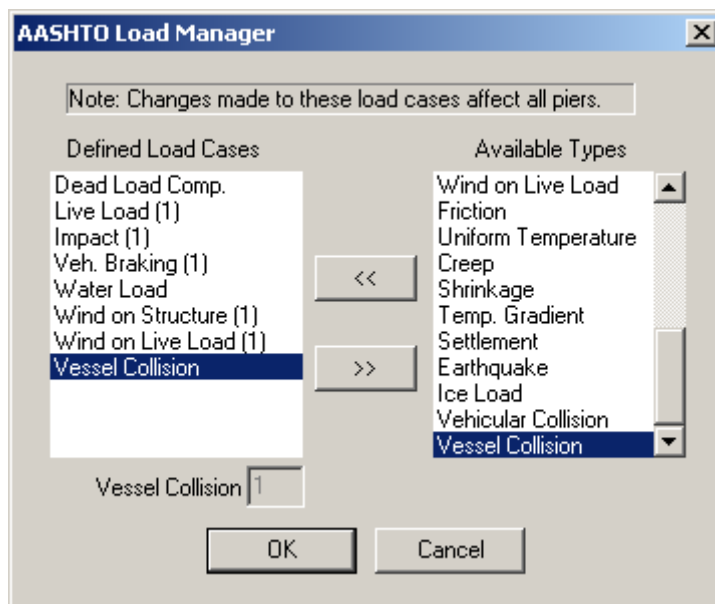 AASHTO Load Manager
Note: Changes made to these load cases affect all piers.
Defined Load Cases
Dead Load Comp.
Live Load (1)
Impact (1)
Veh. Braking (1)
Water Load
Wind on Structure (1)
Wind on Live Load (1)
Vessel Collision
<<
>>
Available Types
Wind on Live Load
Friction
Uniform Temperature
Creep
Shrinkage
Temp. Gradient
Settlement
Earthquake
Ice Load
Vehicular Collision
Vessel Collision
Vessel Collision 1
OK
Cancel